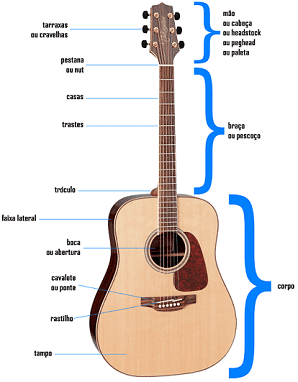 tarraxas
ou cravelhas
pestana
ou nut
casas
trastes
tróculo
faixa lateral
boca
ou abertura
cavalete
ou ponte
rastilho
tampo
mão
ou cabeça
ou headstock
ou peghead
ou paleta
braço
ou pescoço
corpo